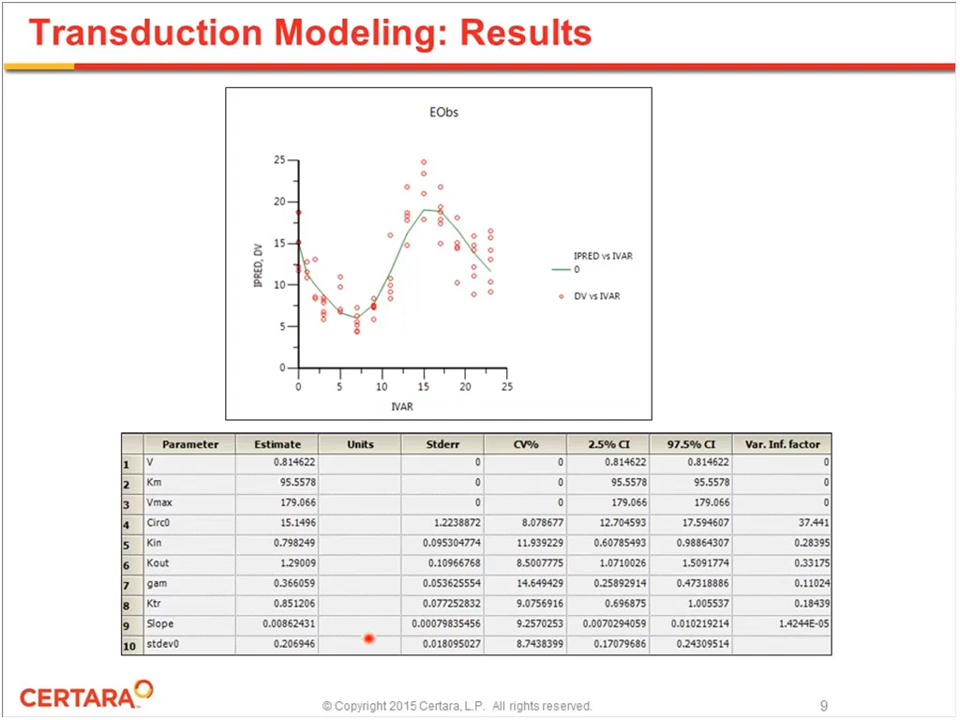 Transduction Modeling: Results
EObs
25
20
15
10
5
0
IPRED, DV
0 5 10 15 20 25
IVAR
IPRED vs IVAR
0
DV vs IVAR
Parameter Estimate Units Stderr CV% 2.5% CI 97.5% CI Var. Inf. factor
1 V 0.814622 0 0 0.814622 0.814622 0
2 Km 95.5578 0 0 95.5578 95.5578 0
3 Vmax 179.066 0 0 179.066 179.066 0
4 Circ0 15.1496 1.2238872 8.078677 12.704593 17.594607 37.441
5 Kin 0.798249 0.095304774 11.939229 0.60785493 0.98864307 0.28395
6 Kout 1.29009 0.10966768 8.5007775 1.0710026 1.5091774 0.33175
7 gam 0.366059 0.053625554 14.649429 0.25892914 0.47318886 0.11024
8 Ktr 0.851206 0.077252832 9.0756916 0.696875 1.005537 0.18439
9 Slope 0.00862431 0.00079835456 9.2570253 0.0070294059 0.010219214 1.4244E-05
10 stdev0 0.206946 0.018095027 8.7438399 0.17079686 0.24309514
CERTARA
© Copyright 2015 Certara, L.P. All rights reserved.
9